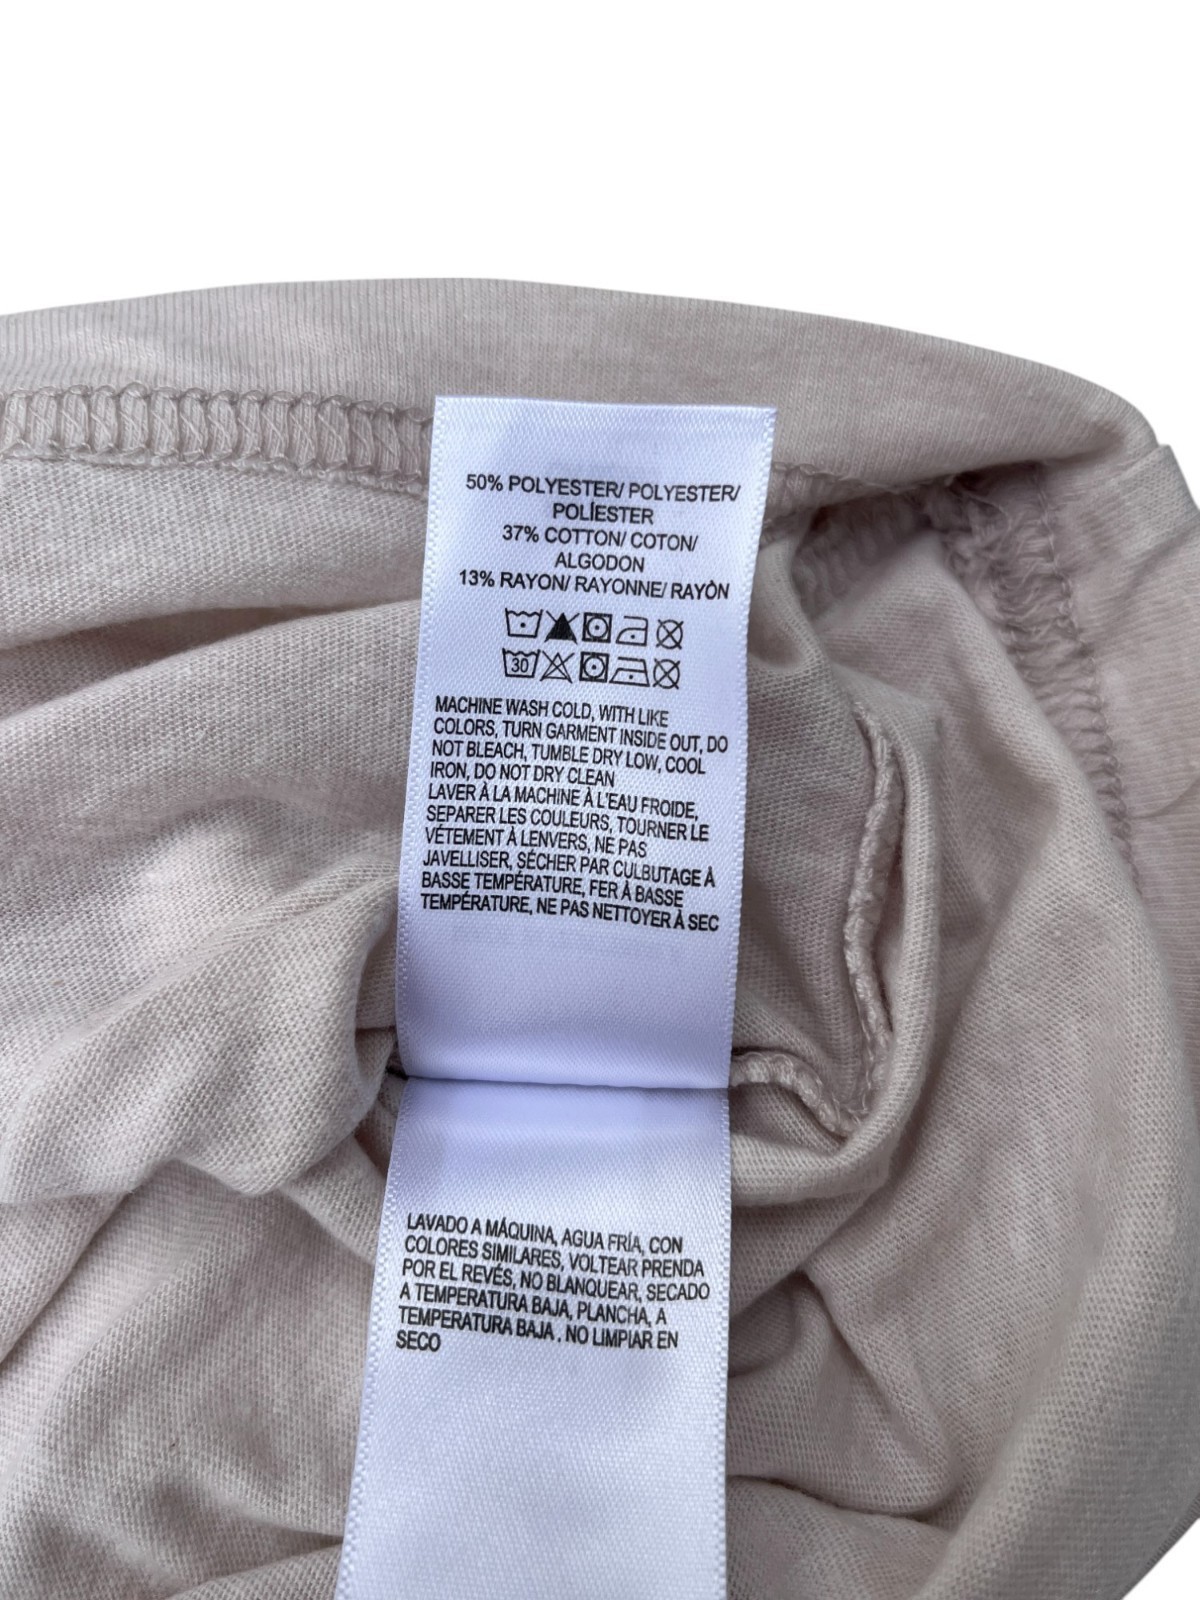 50% POLYESTER/ POLYESTER/
POLÍESTER
37% COTTON/ COTON/
ALGODON
13% RAYON/ RAYONNE/ RAYÓN
30
MACHINE WASH COLD, WITH LIKE
COLORS, TURN GARMENT INSIDE OUT, DO
NOT BLEACH, TUMBLE DRY LOW, COOL
IRON, DO NOT DRY CLEAN
LAVER À LA MACHINE À L'EAU FROIDE,
SEPARER LES COULEURS, TOURNER LE
VÉTEMENT À LENVERS, NE PAS
JAVELLISER, SÉCHER PAR CULBUTAGE À
BASSE TEMPÉRATURE, FER À BASSE
TEMPÉRATURE, NE PAS NETTOYER À SEC
LAVADO A MÁQUINA, AGUA FRÍA, CON
COLORES SIMILARES, VOLTEAR PRENDA
POR EL REVÉS, NO BLANQUEAR, SECADO
A TEMPERATURA BAJA, PLANCHA, A
TEMPERATURA BAJA , NO LIMPIAR EN
SECO